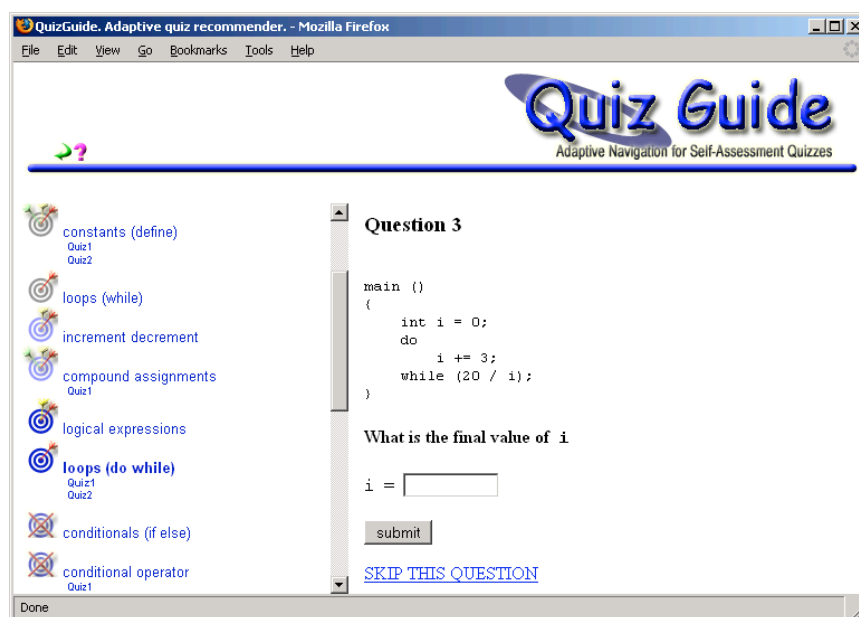 QuizGuide. Adaptive quiz recommender. - Mozilla Firefox
File Edit View Go Bookmarks Tools Help
Quiz Guide
Adaptive Navigation for Self-Assessment Quizzes
?
constants (define)
Quiz1
Quiz2
loops (while)
increment decrement
compound assignments
Quiz1
logical expressions
loops (do while)
Quiz1
Quiz2
conditionals (if else)
conditional operator
Quiz1
Question 3
main ()
{
    int i = 0;
    do
        i += 3;
    while (20 / i);
}
What is the final value of i
i =
submit
SKIP THIS QUESTION
Done